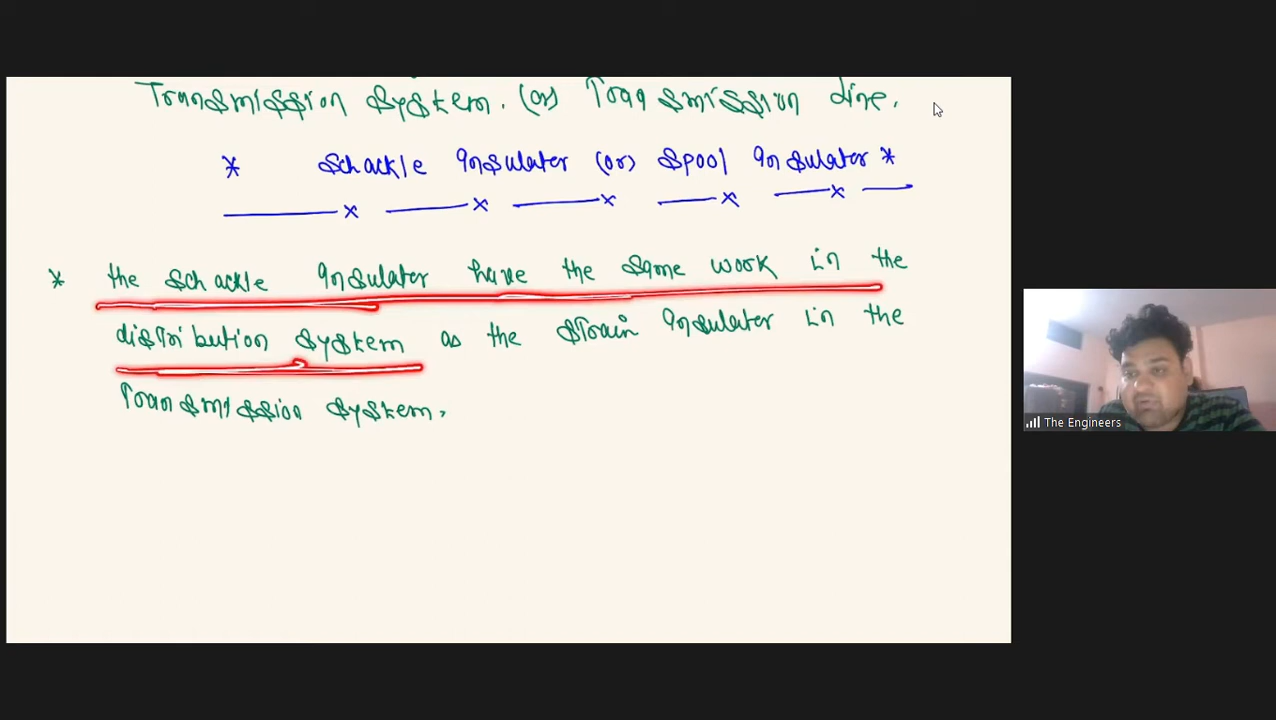 Transmission System. (or) Transmission line.
* Schackle insulater (or) Spool insulater *
* the Schackle insulater have the same work in the
distribution System as the strain insulater in the
Transmission System.
The Engineers